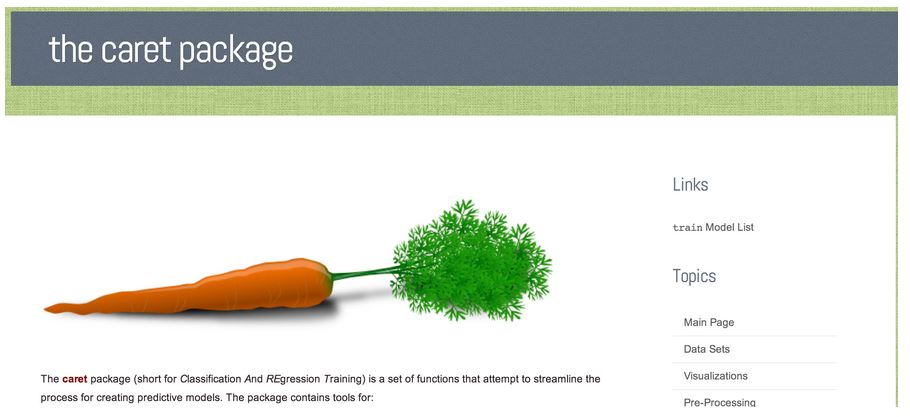 the caret package
The caret package (short for Classification And REgression Training) is a set of functions that attempt to streamline the
process for creating predictive models. The package contains tools for:
Links
train Model List
Topics
Main Page
Data Sets
Visualizations
Pre-Processing